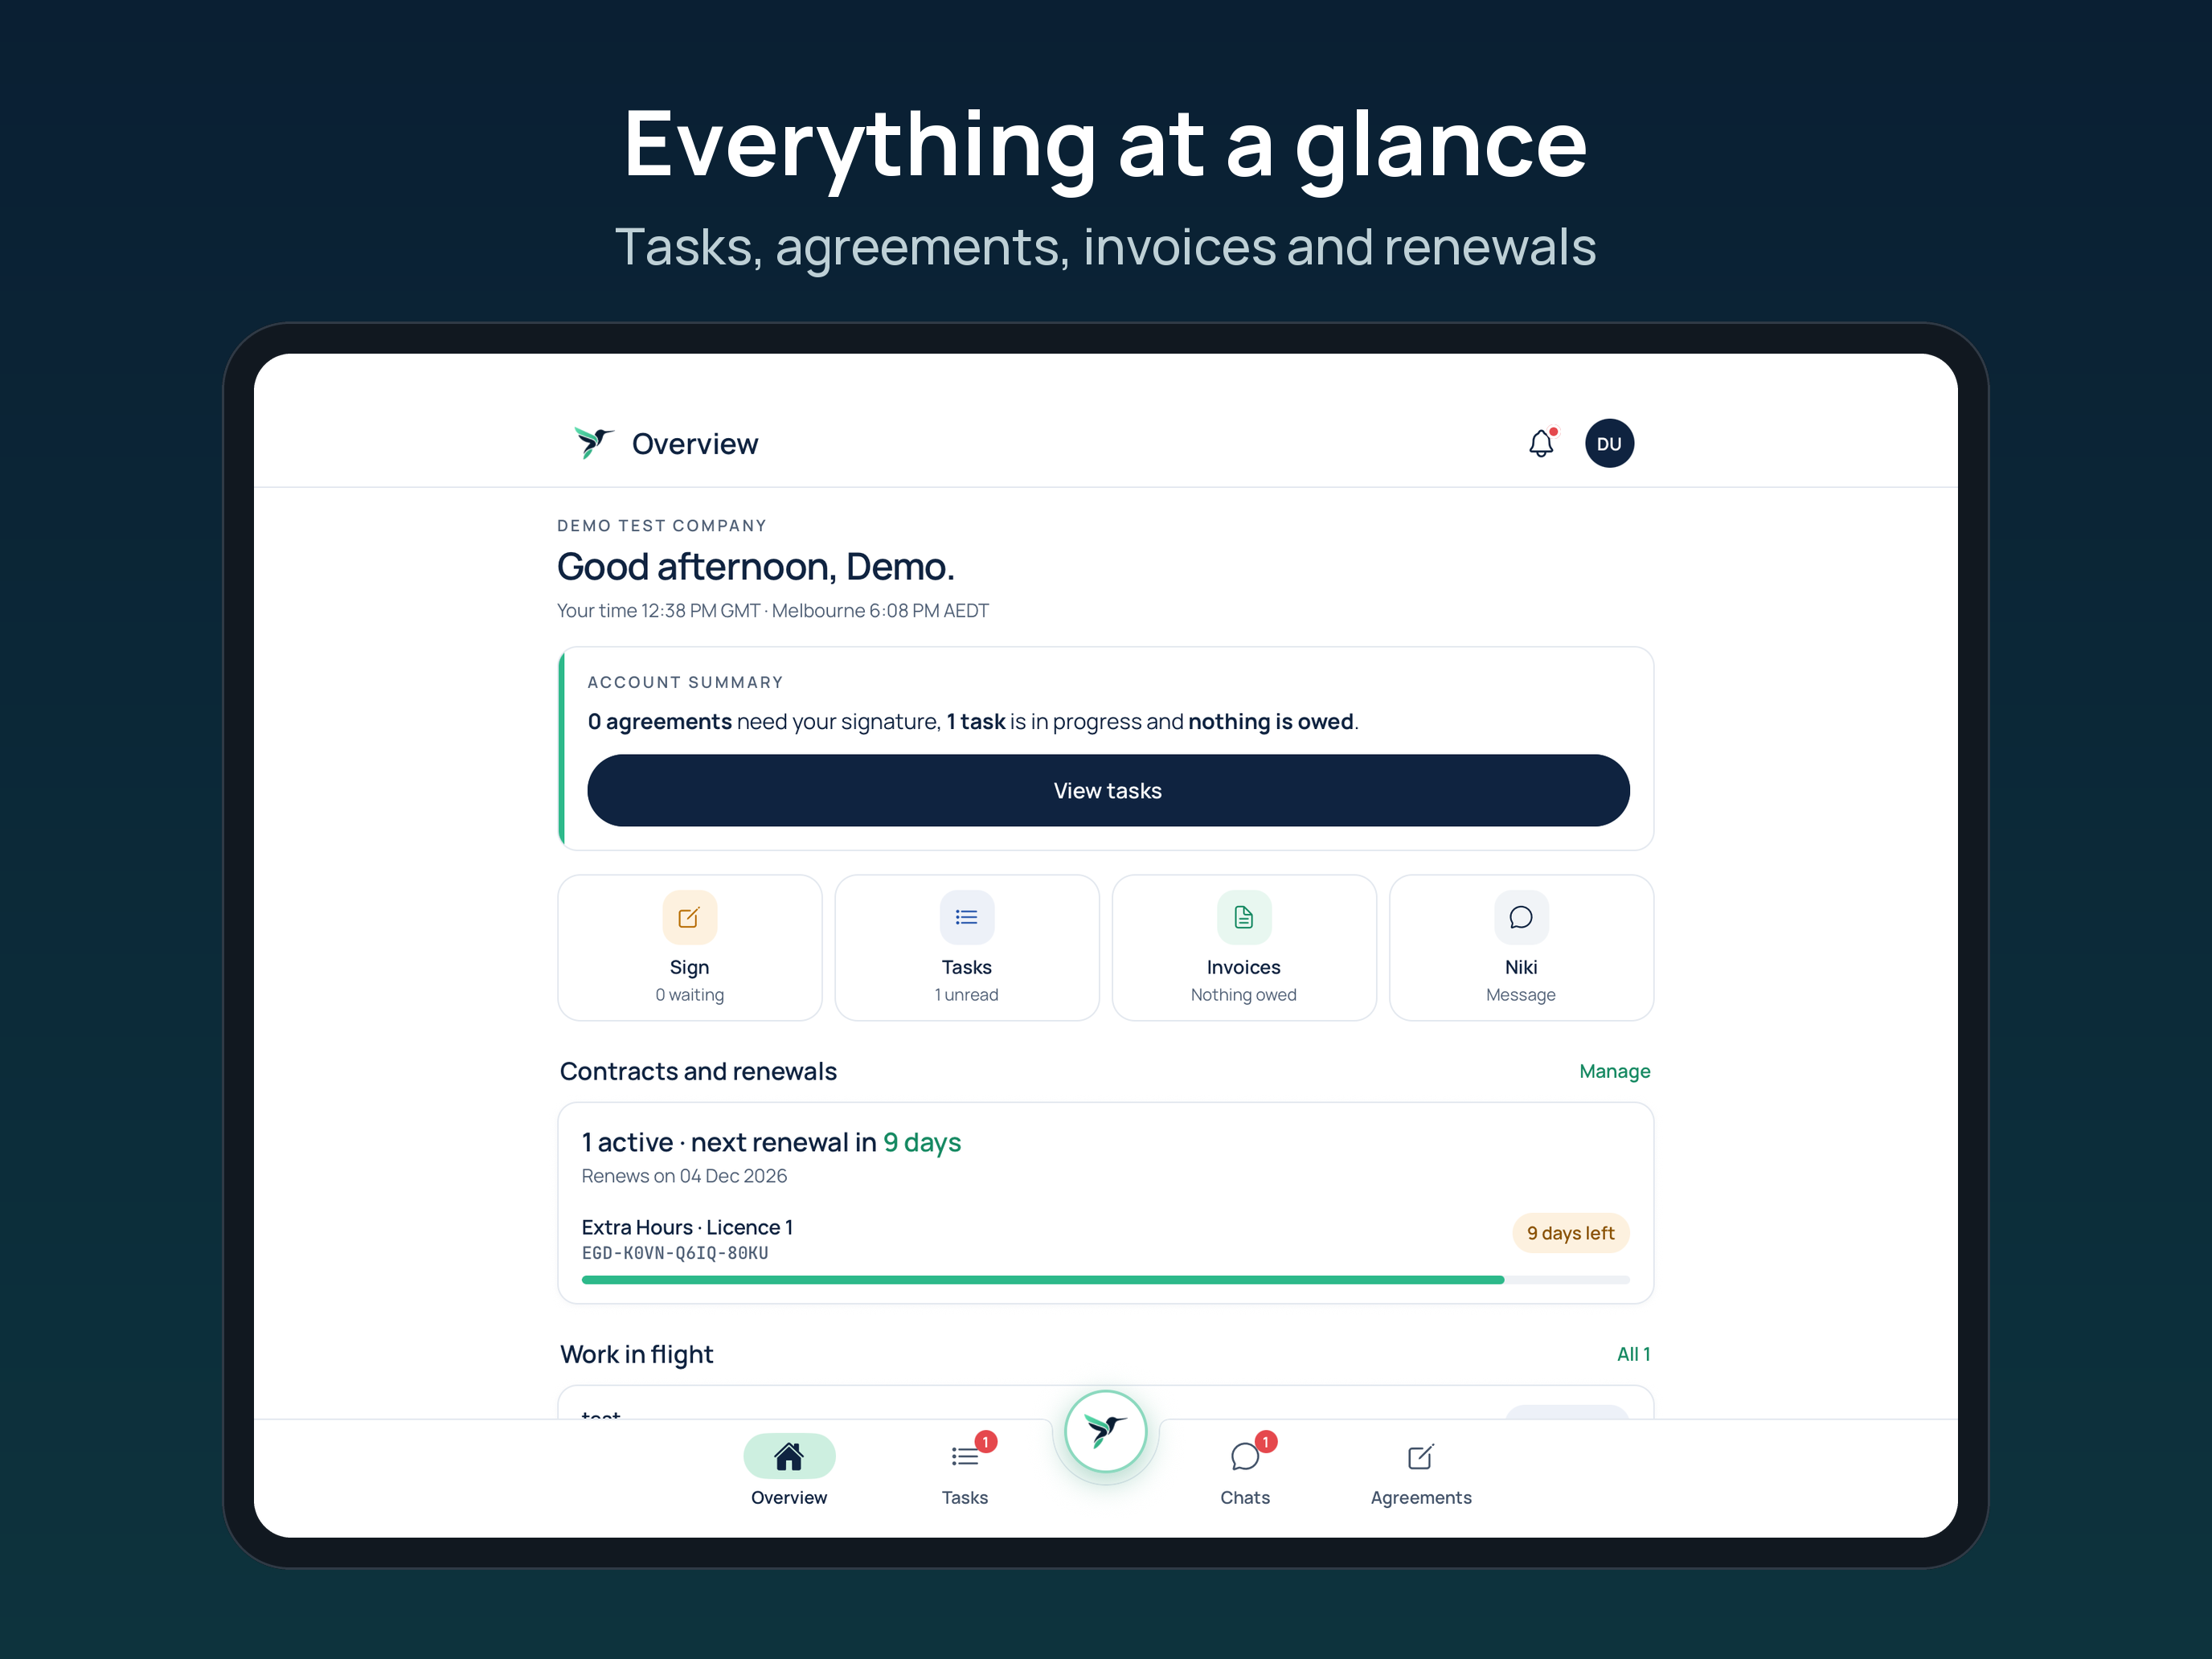 Everything at a glance
Tasks, agreements, invoices and renewals
Overview
DU
DEMO TEST COMPANY
Good afternoon, Demo.
Your time 12:38 PM GMT · Melbourne 6:08 PM AEDT
ACCOUNT SUMMARY
0 agreements need your signature, 1 task is in progress and nothing is owed.
View tasks
Sign
0 waiting
Tasks
1 unread
Invoices
Nothing owed
Niki
Message
Contracts and renewals
Manage
1 active · next renewal in 9 days
Renews on 04 Dec 2026
Extra Hours · Licence 1
EGD-K0VN-Q6IQ-80KU
9 days left
Work in flight
All 1
Overview
1
Tasks
1
Chats
Agreements